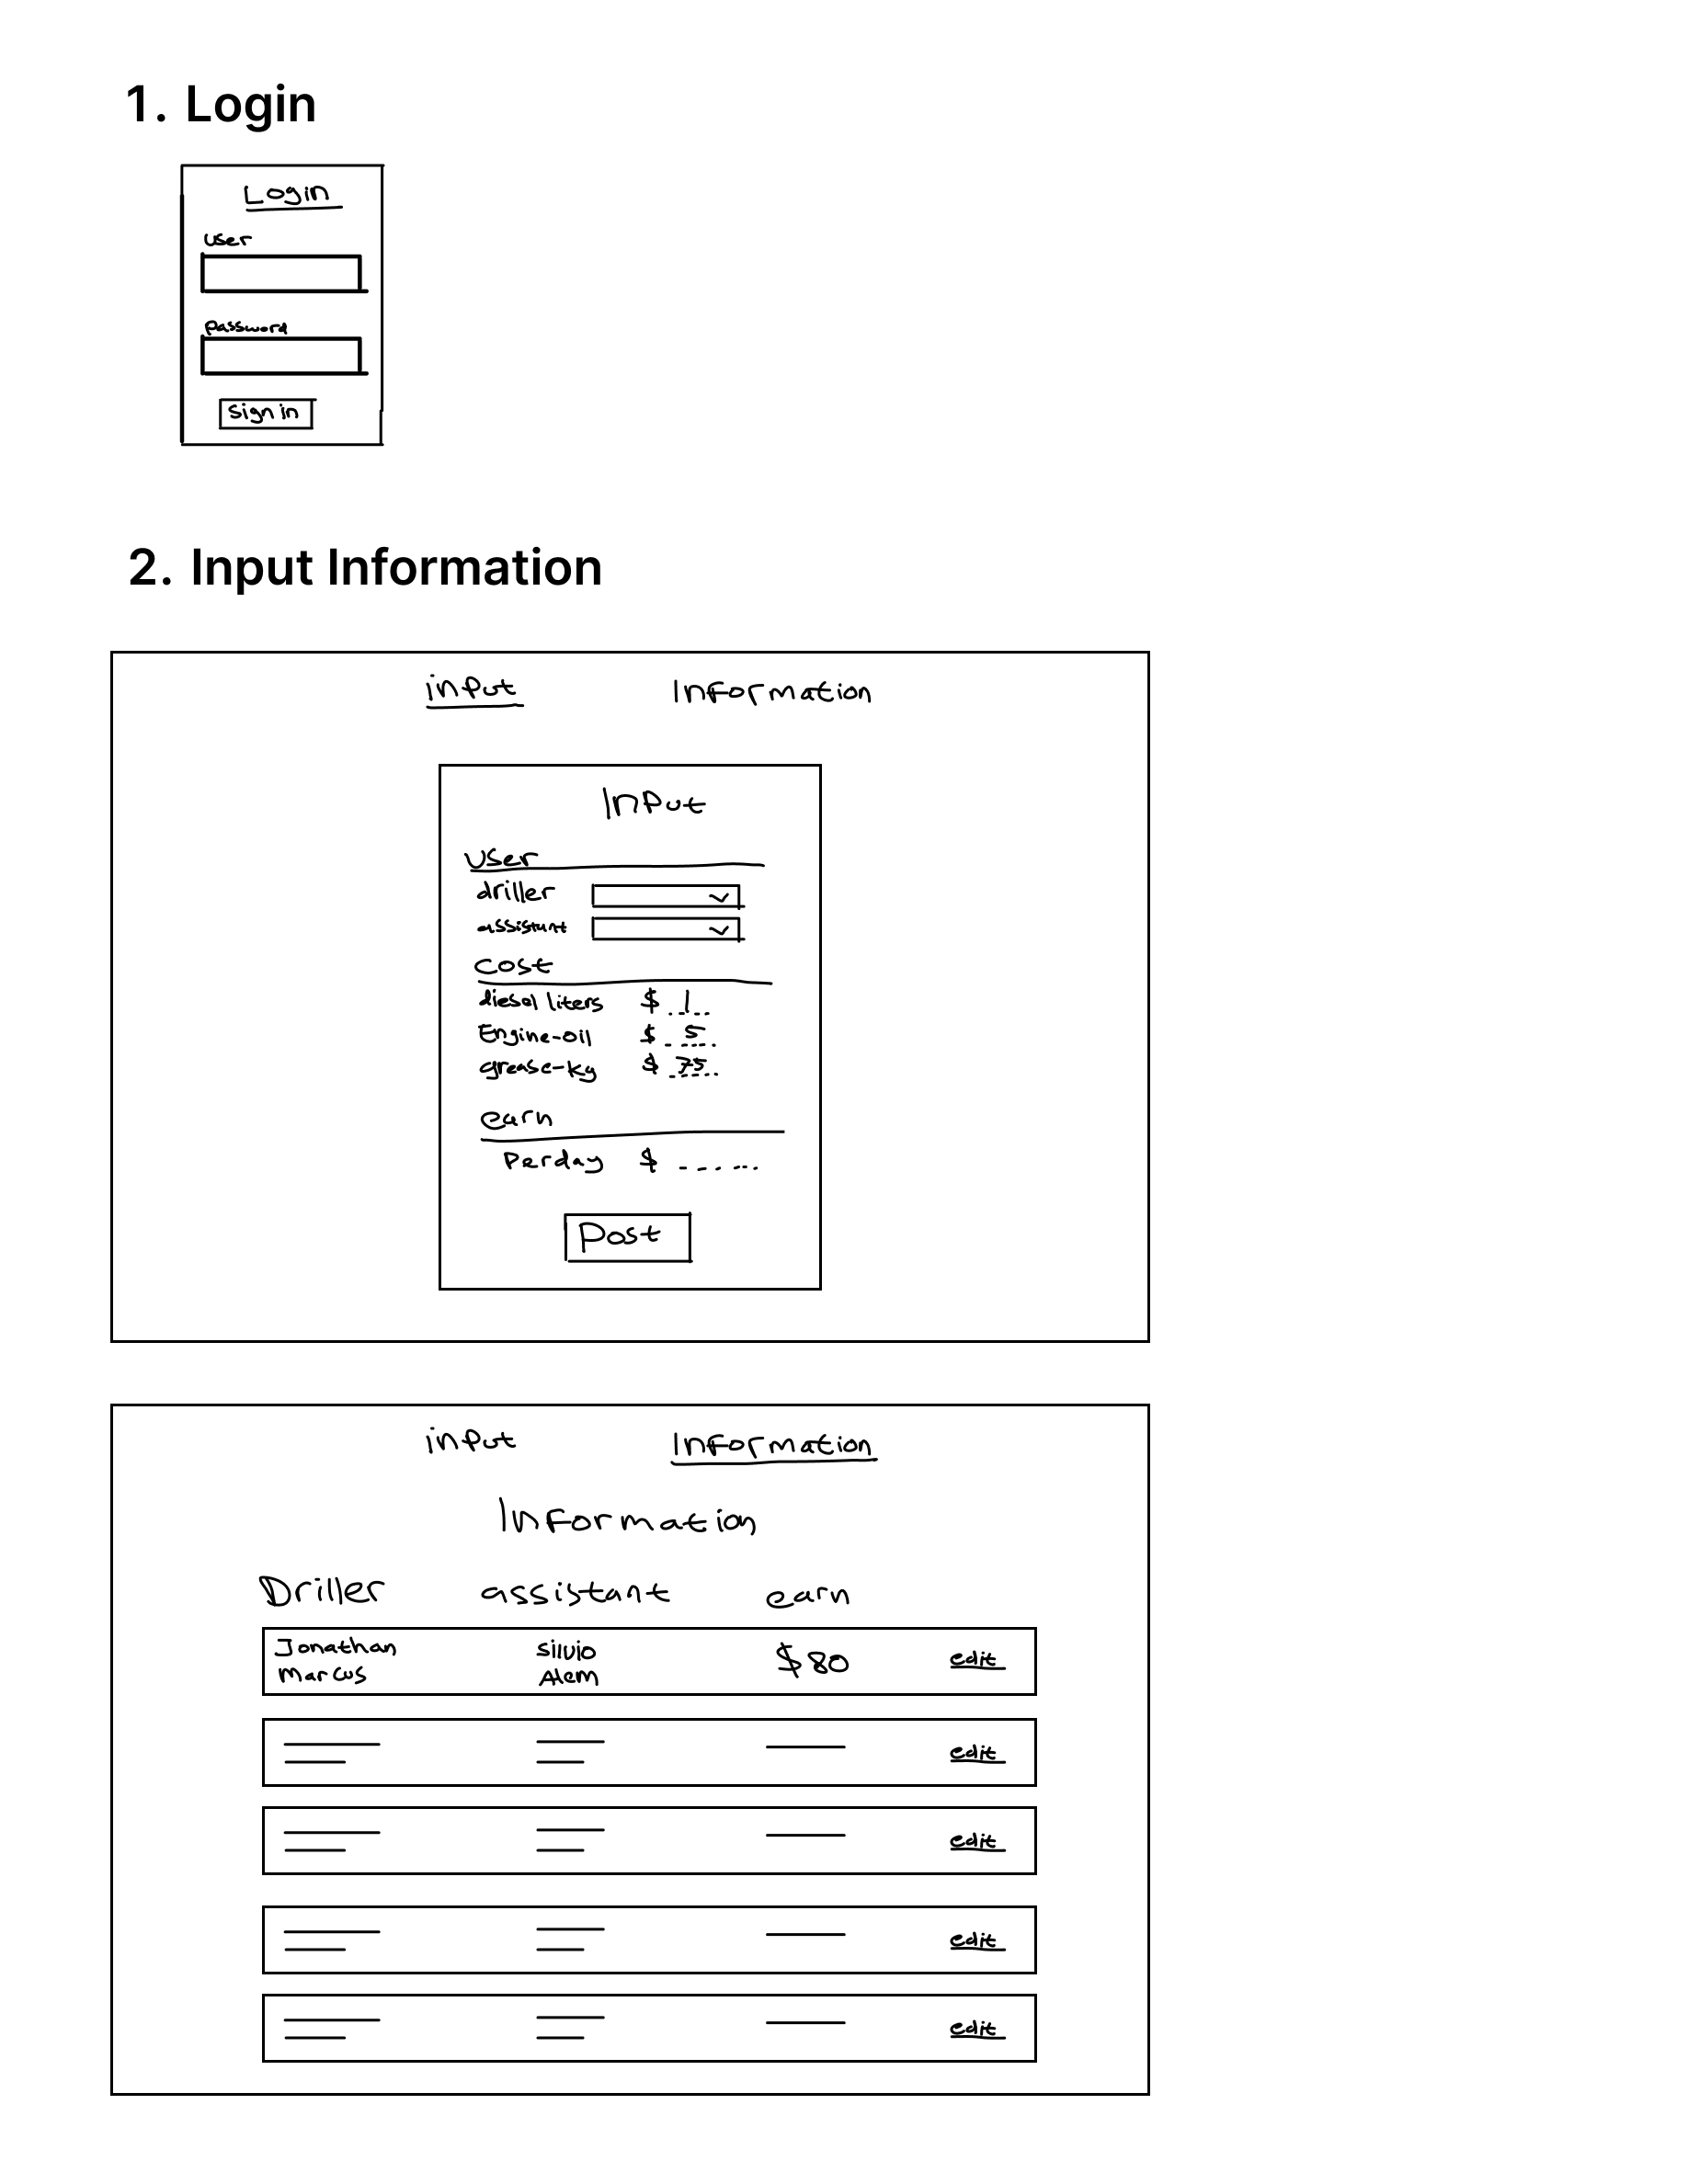 1. Login
Login
user
password
Sign in
2. Input Information
input Information
Input
User
driller
assistant
cost
diesel liters $ 1
Engine-oil $ 5
grease-kg $ 75
earn
Perday $
Post
input Information
Information
Driller assistant earn
Jonathan Marcus silvio Alem $80 edit
edit
edit
edit
edit